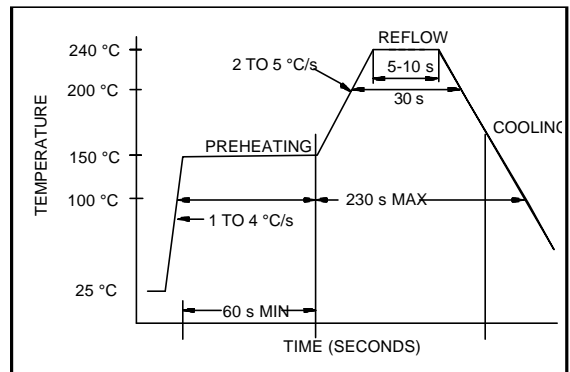 REFLOW
240 °C
5-10 s
2 TO 5 °C/s
200 °C
30 s
COOLING
PREHEATING
150 °C
TEMPERATURE
100 °C
230 s MAX
1 TO 4 °C/s
25 °C
60 s MIN
TIME (SECONDS)